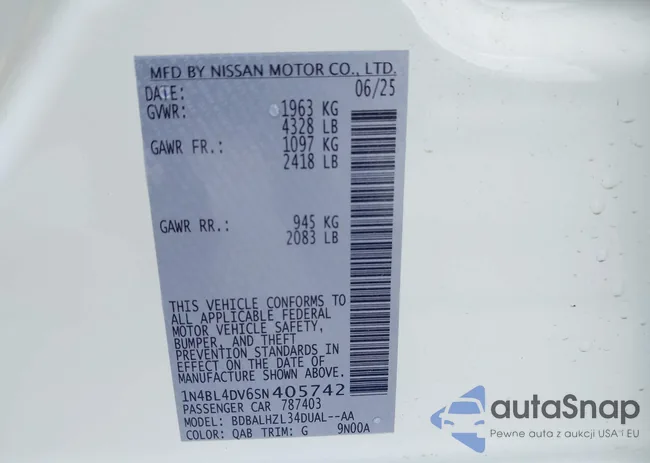 MFD BY NISSAN MOTOR CO., LTD.
DATE: 06/25
GVWR: 1963 KG
4328 LB
GAWR FR.: 1097 KG
2418 LB
GAWR RR.: 945 KG
2083 LB
THIS VEHICLE CONFORMS TO
ALL APPLICABLE FEDERAL
MOTOR VEHICLE SAFETY,
BUMPER, AND THEFT
PREVENTION STANDARDS IN
EFFECT ON THE DATE OF
MANUFACTURE SHOWN ABOVE.
1N4BL4DV6SN405742
PASSENGER CAR 787403
MODEL: BDBALHZL34DUAL--AA
COLOR: QAB TRIM: G 9N00A
autoSnap
Pewne auta z aukcji USA i EU